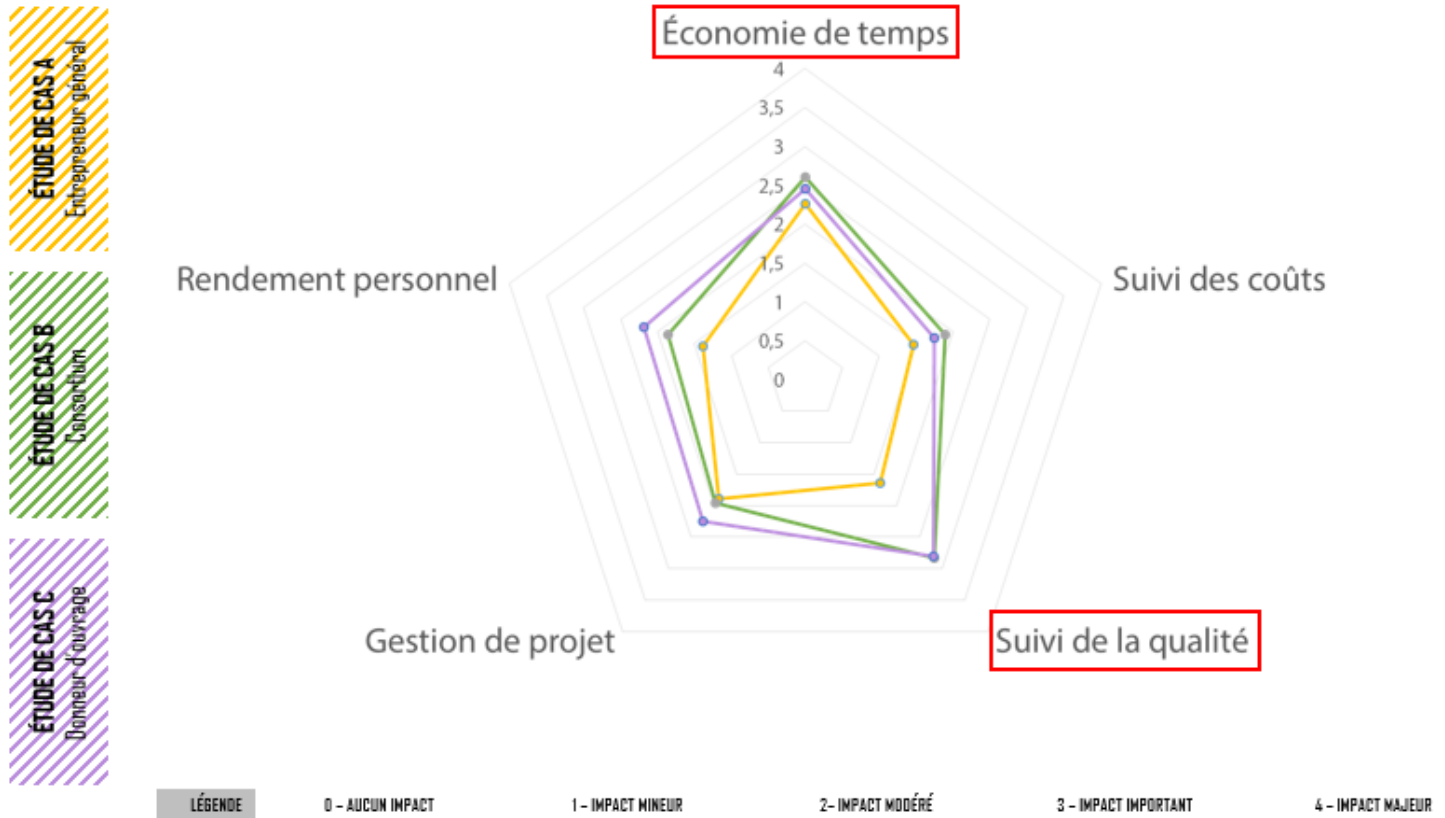 ÉTUDE DE CAS A
Entrepreneur général
ÉTUDE DE CAS B
Consortium
ÉTUDE DE CAS C
Donneur d'ouvrage
Économie de temps
4
3,5
3
2,5
2
1,5
1
0,5
0
Suivi des coûts
Rendement personnel
Gestion de projet
Suivi de la qualité
LÉGENDE 0 – AUCUN IMPACT 1 – IMPACT MINEUR 2– IMPACT MODÉRÉ 3 – IMPACT IMPORTANT 4 – IMPACT MAJEUR